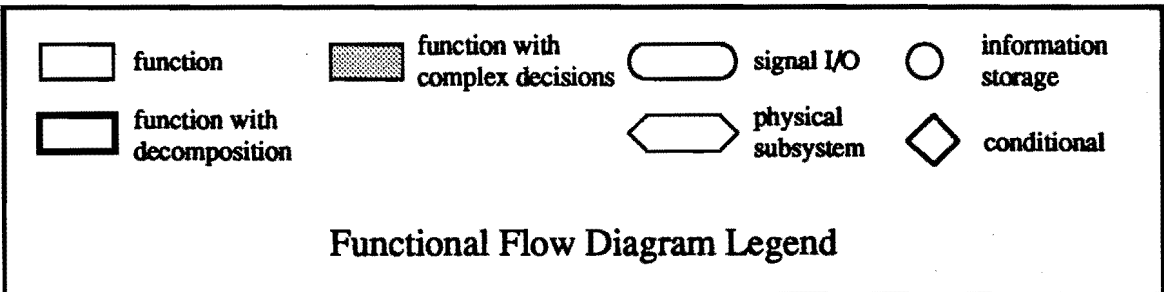 function
function with
complex decisions
signal I/O
information
storage
function with
decomposition
physical
subsystem
conditional
Functional Flow Diagram Legend